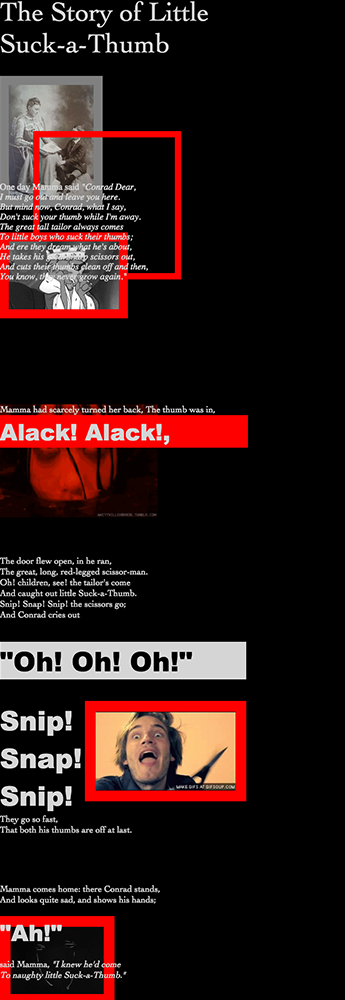 The Story of Little
Suck-a-Thumb
One day Mamma said "Conrad Dear,
I must go out and leave you here.
But mind now, Conrad, what I say,
Don't suck your thumb while I'm away.
The great tall tailor always comes
To little boys who suck their thumbs;
And ere they dream what he's about,
He takes his great sharp scissors out,
And cuts their thumbs clean off and then,
You know, they never grow again."
Mamma had scarcely turned her back, The thumb was in,
Alack! Alack!,
The door flew open, in he ran,
The great, long, red-legged scissor-man.
Oh! children, see! the tailor's come
And caught out little Suck-a-Thumb.
Snip! Snap! Snip! the scissors go;
And Conrad cries out
"Oh! Oh! Oh!"
Snip!
Snap!
Snip!
MAKE GIFS AT GIFSOUP.COM
They go so fast,
That both his thumbs are off at last.
Mamma comes home: there Conrad stands,
And looks quite sad, and shows his hands;
"Ah!"
said Mamma, "I knew he'd come
To naughty little Suck-a-Thumb."